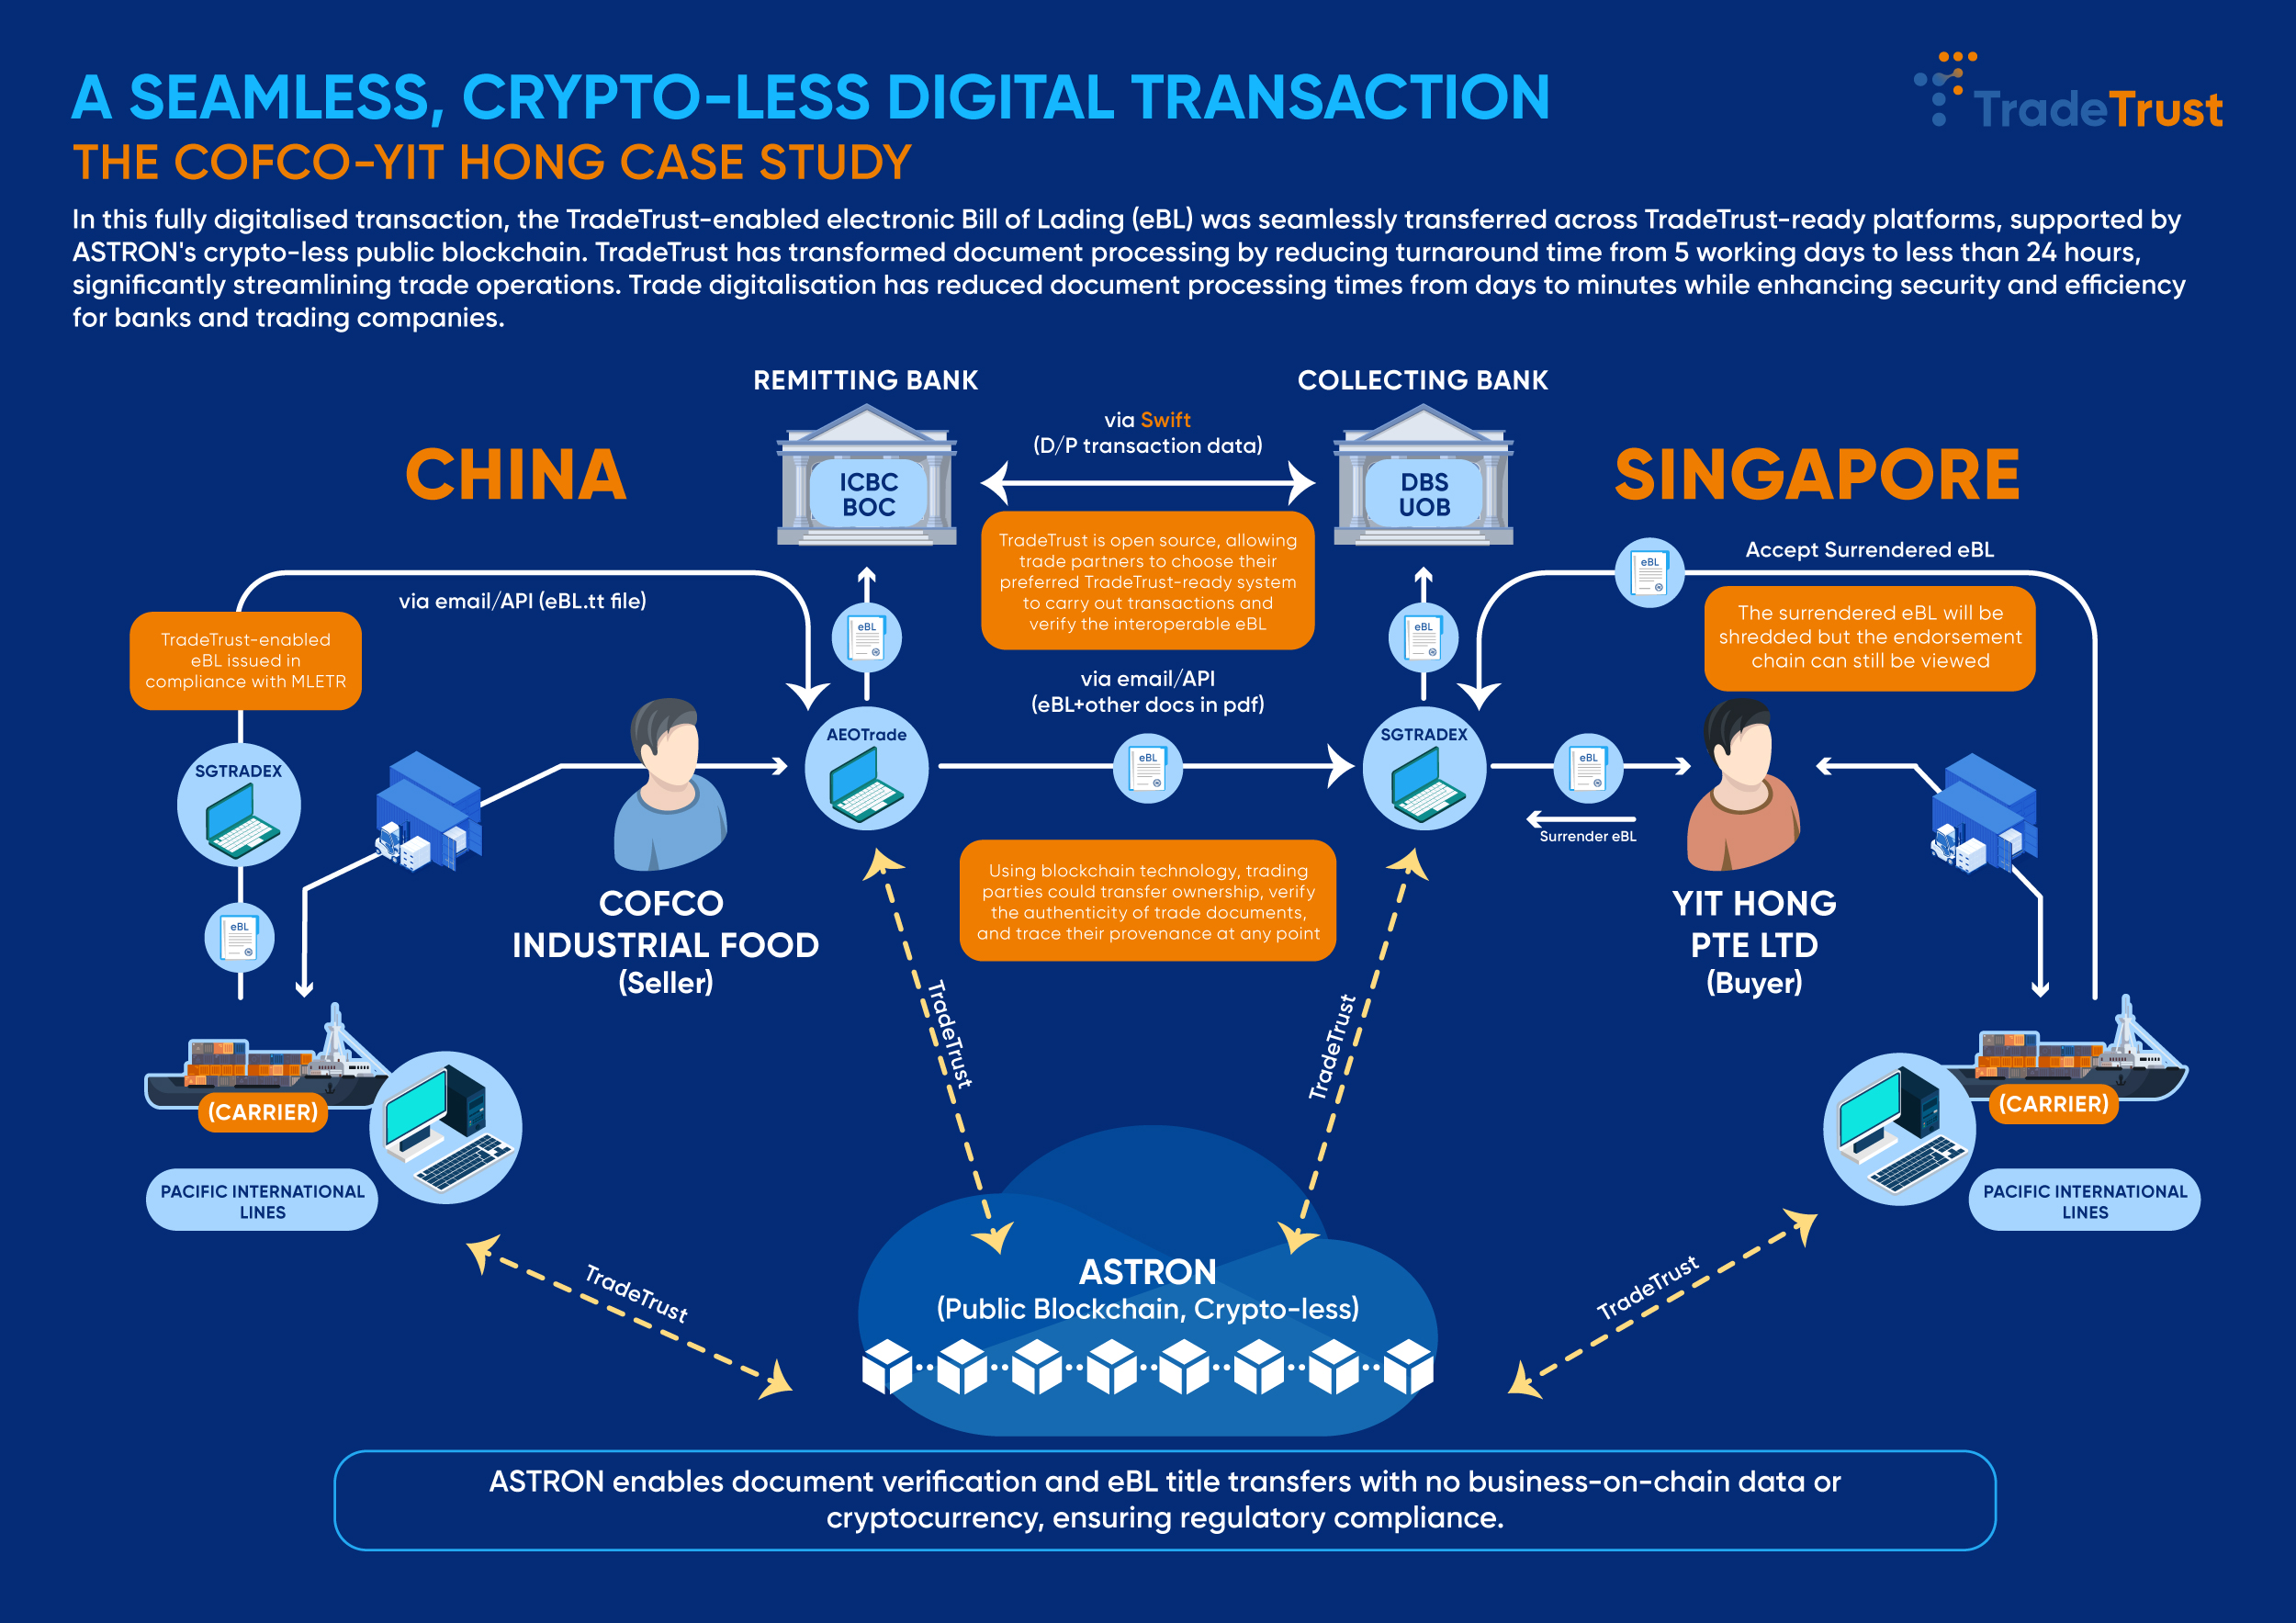 A SEAMLESS, CRYPTO-LESS DIGITAL TRANSACTION
THE COFCO-YIT HONG CASE STUDY
TradeTrust
In this fully digitalised transaction, the TradeTrust-enabled electronic Bill of Lading (eBL) was seamlessly transferred across TradeTrust-ready platforms, supported by
ASTRON's crypto-less public blockchain. TradeTrust has transformed document processing by reducing turnaround time from 5 working days to less than 24 hours,
significantly streamlining trade operations. Trade digitalisation has reduced document processing times from days to minutes while enhancing security and efficiency
for banks and trading companies.
REMITTING BANK
COLLECTING BANK
via Swift
(D/P transaction data)
CHINA
ICBC
BOC
DBS
UOB
SINGAPORE
TradeTrust is open source, allowing
trade partners to choose their
preferred TradeTrust-ready system
to carry out transactions and
verify the interoperable eBL
Accept Surrendered eBL
eBL
via email/API (eBL.tt file)
The surrendered eBL will be
shredded but the endorsement
chain can still be viewed
TradeTrust-enabled
eBL issued in
compliance with MLETR
eBL
eBL
via email/API
(eBL+other docs in pdf)
AEOTrade
SGTRADEX
eBL
eBL
SGTRADEX
Surrender eBL
Using blockchain technology, trading
parties could transfer ownership, verify
the authenticity of trade documents,
and trace their provenance at any point
COFCO
INDUSTRIAL FOOD
(Seller)
YIT HONG
PTE LTD
(Buyer)
eBL
TradeTrust
TradeTrust
(CARRIER)
(CARRIER)
PACIFIC INTERNATIONAL
LINES
PACIFIC INTERNATIONAL
LINES
TradeTrust
TradeTrust
ASTRON
(Public Blockchain, Crypto-less)
ASTRON enables document verification and eBL title transfers with no business-on-chain data or
cryptocurrency, ensuring regulatory compliance.